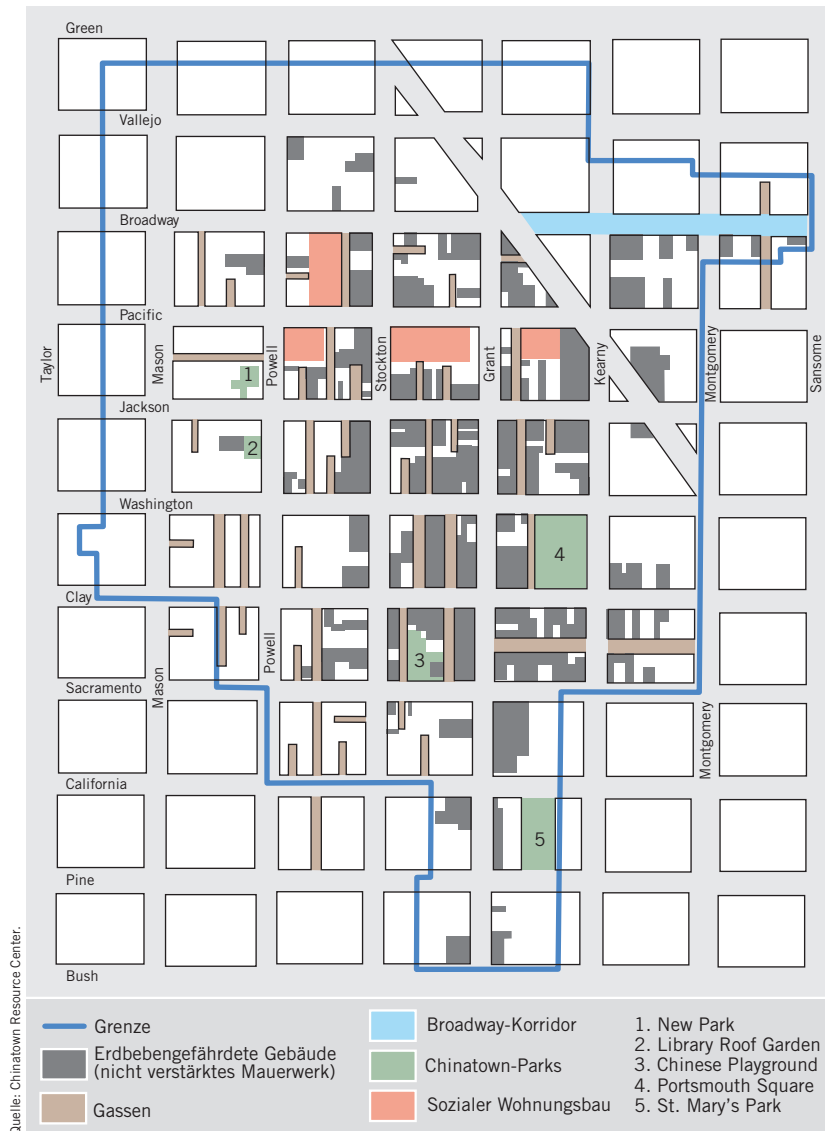 Green
Vallejo
Broadway
Pacific
Taylor
Mason
Powell
Stockton
Grant
Kearny
Montgomery
Sansome
1
Jackson
2
Washington
4
Clay
Powell
3
Sacramento
Mason
Montgomery
California
5
Pine
Bush
Quelle: Chinatown Resource Center.
Grenze
Erdbebengefährdete Gebäude
(nicht verstärktes Mauerwerk)
Gassen
Broadway-Korridor
Chinatown-Parks
Sozialer Wohnungsbau
1. New Park
2. Library Roof Garden
3. Chinese Playground
4. Portsmouth Square
5. St. Mary's Park